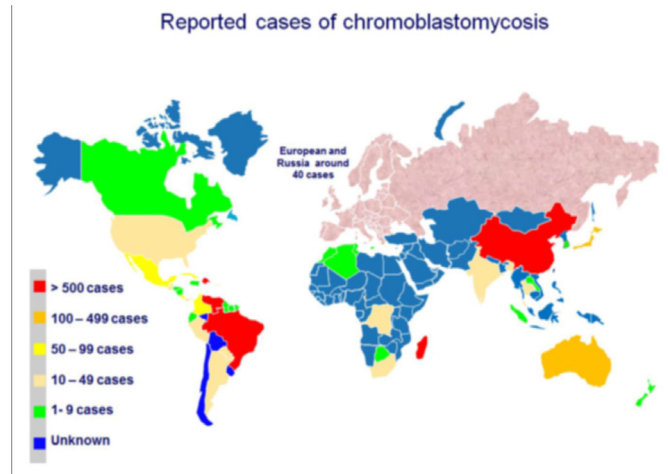 Reported cases of chromoblastomycosis
European and
Russia around
40 cases
> 500 cases
100 – 499 cases
50 – 99 cases
10 – 49 cases
1- 9 cases
Unknown